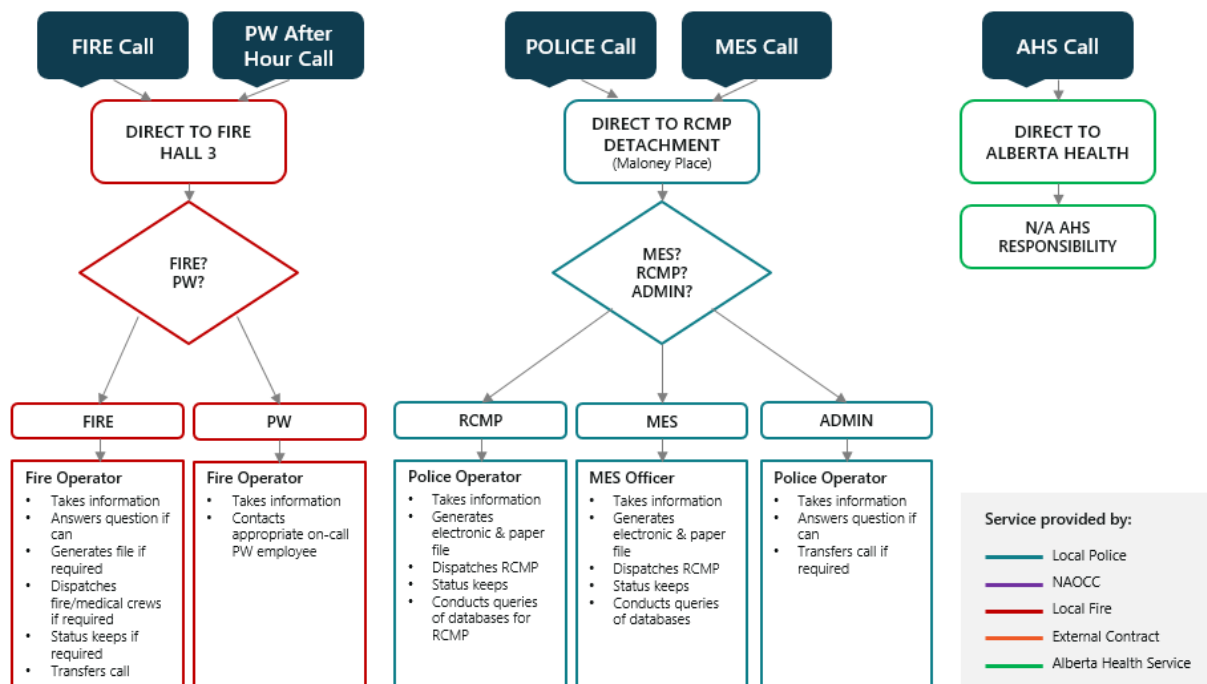 FIRE Call
PW After
Hour Call
POLICE Call
MES Call
AHS Call
DIRECT TO FIRE
HALL 3
DIRECT TO RCMP
DETACHMENT
(Maloney Place)
DIRECT TO
ALBERTA HEALTH
FIRE?
PW?
MES?
RCMP?
ADMIN?
N/A AHS
RESPONSIBILITY
FIRE
PW
RCMP
MES
ADMIN
Fire Operator
• Takes information
• Answers question if
can
• Generates file if
required
• Dispatches
fire/medical crews
if required
• Status keeps if
required
• Transfers call
Fire Operator
• Takes information
• Contacts
appropriate on-call
PW employee
Police Operator
• Takes information
• Generates
electronic & paper
file
• Dispatches RCMP
• Status keeps
• Conducts queries
of databases for
RCMP
MES Officer
• Takes information
• Generates
electronic & paper
file
• Dispatches RCMP
• Status keeps
• Conducts queries
of databases
Police Operator
• Takes information
• Answers question if
can
• Transfers call if
required
Service provided by:
Local Police
NAOCC
Local Fire
External Contract
Alberta Health Service